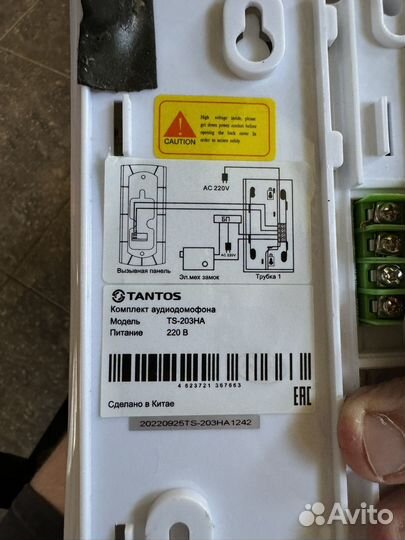 High voltage inside, please
get down power socket before
opening the back cover in
order to ensure safety
CAUTION
AC 220V
БП
AC 220V
Вызывная панель
Эл.мех замок
Трубка 1
TANTOS
Комплект аудиодомофона
Модель TS-203HA
Питание 220 В
4 623721 367663
Сделано в Китае
EAC
20220925TS-203HA1242
Avito